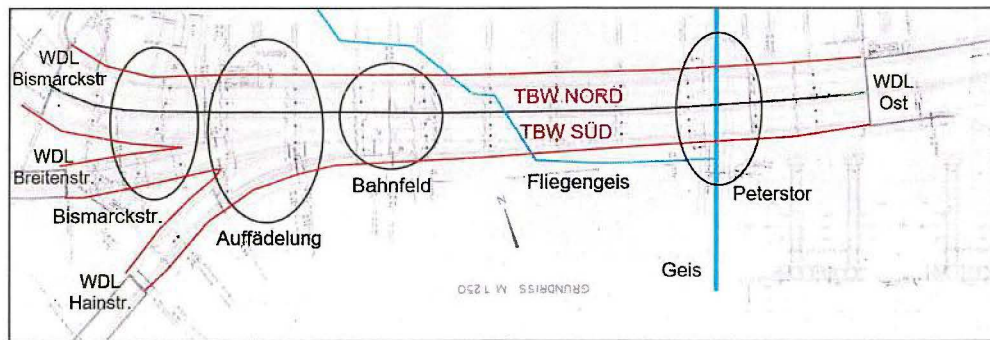 WDL
Bismarckstr
WDL
Breitenstr.
Bismarckstr.
WDL
Hainstr.
Auffädelung
Bahnfeld
TBW NORD
TBW SÜD
Fliegengeis
Peterstor
Geis
WDL
Ost
N
GRUNDRISS M 1:250